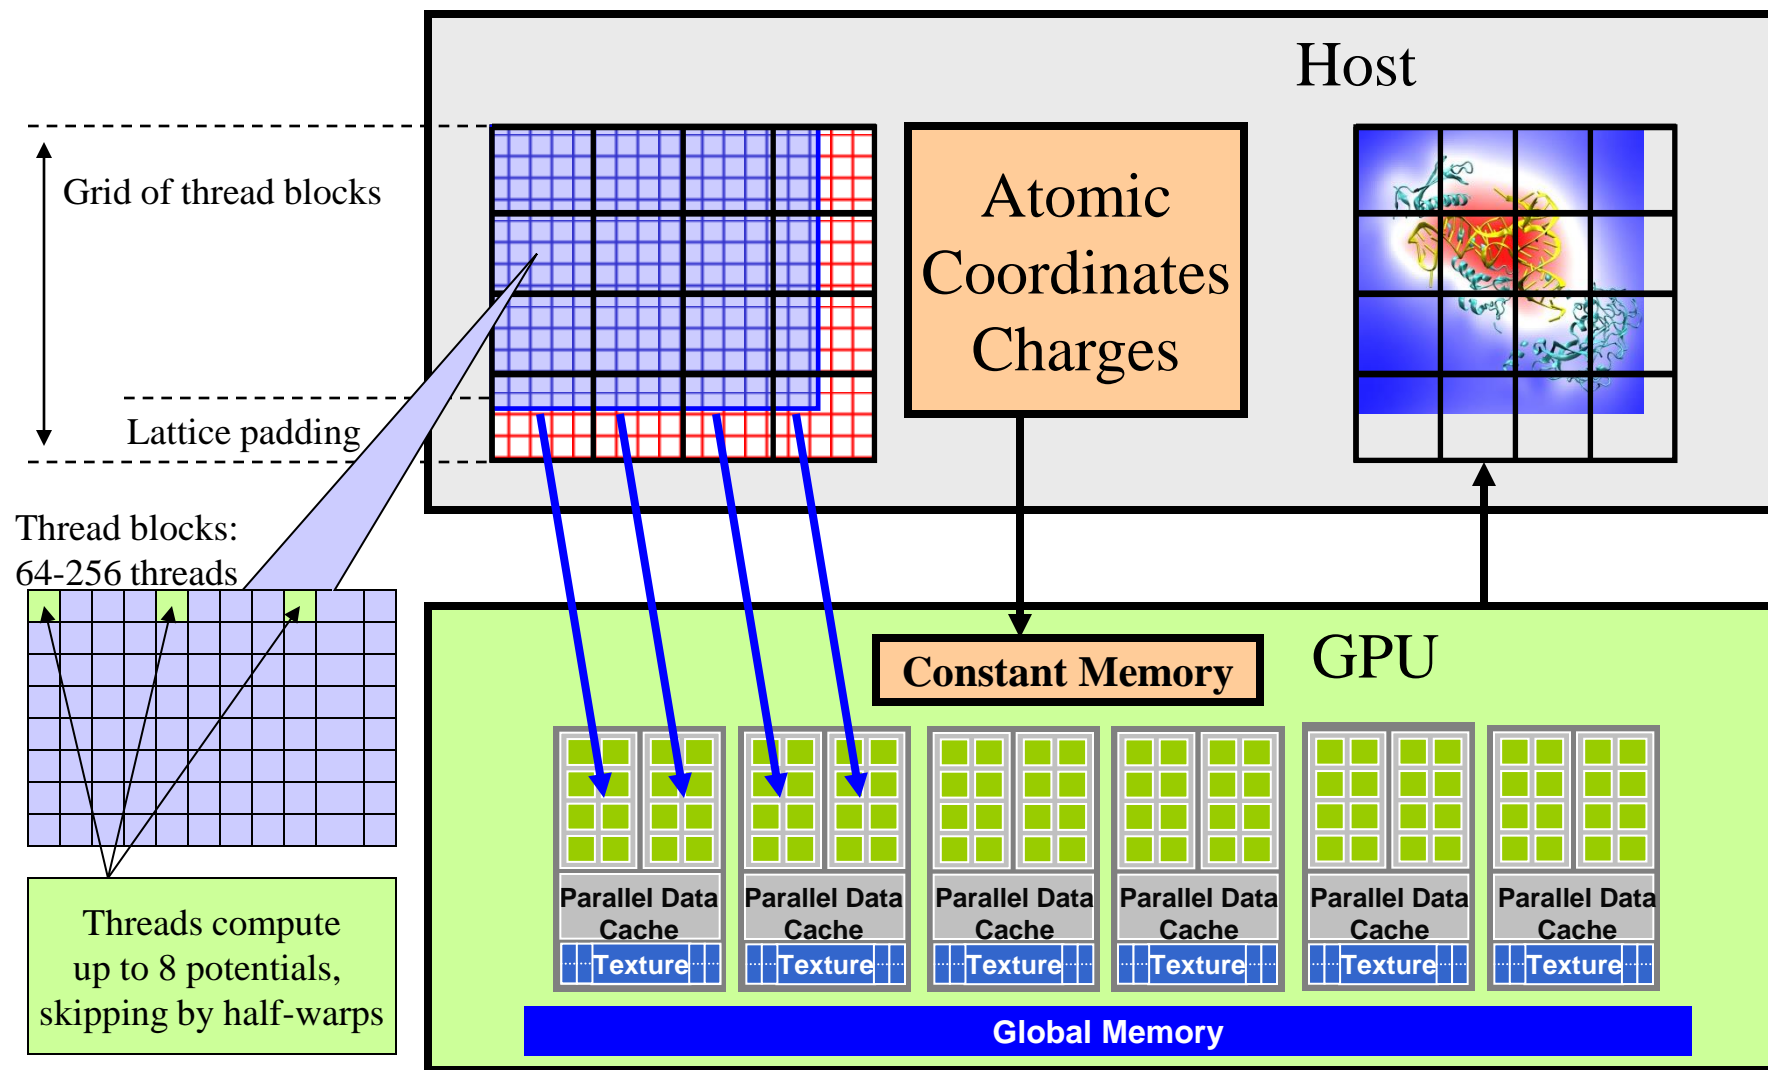 Host
Grid of thread blocks
Atomic
Coordinates
Charges
Lattice padding
Thread blocks:
64-256 threads
Constant Memory
GPU
Threads compute
up to 8 potentials,
skipping by half-warps
Parallel Data
Cache
Texture
Parallel Data
Cache
Texture
Parallel Data
Cache
Texture
Parallel Data
Cache
Texture
Parallel Data
Cache
Texture
Parallel Data
Cache
Texture
Global Memory